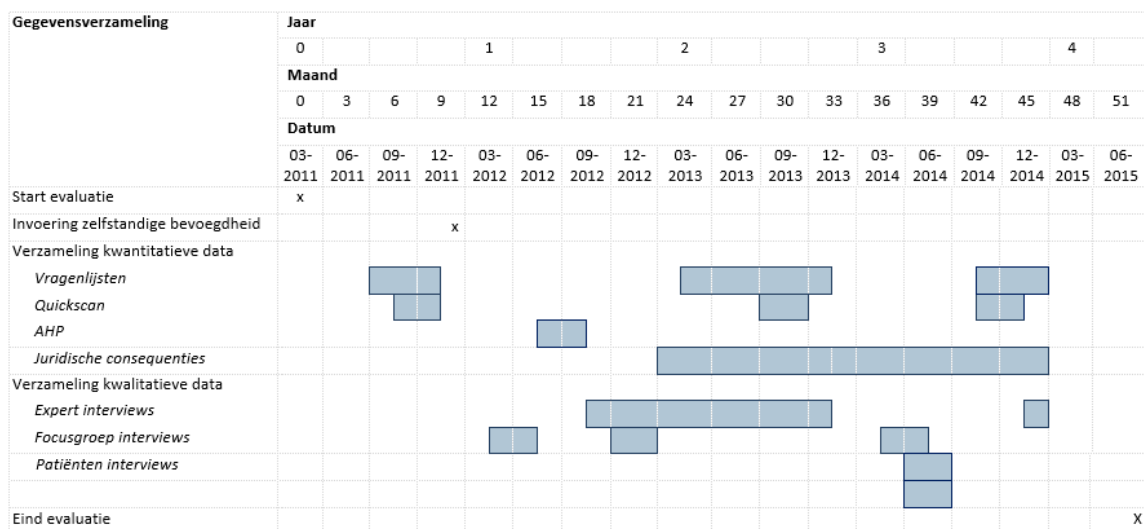 Gegevensverzameling Jaar
0 1 2 3 4
Maand
0 3 6 9 12 15 18 21 24 27 30 33 36 39 42 45 48 51
Datum
03- 06- 09- 12- 03- 06- 09- 12- 03- 06- 09- 12- 03- 06- 09- 12- 03- 06-
2011 2011 2011 2011 2012 2012 2012 2012 2013 2013 2013 2013 2014 2014 2014 2014 2015 2015
Start evaluatie x
Invoering zelfstandige bevoegdheid x
Verzameling kwantitatieve data
Vragenlijsten
Quickscan
AHP
Juridische consequenties
Verzameling kwalitatieve data
Expert interviews
Focusgroep interviews
Patiënten interviews
Eind evaluatie X